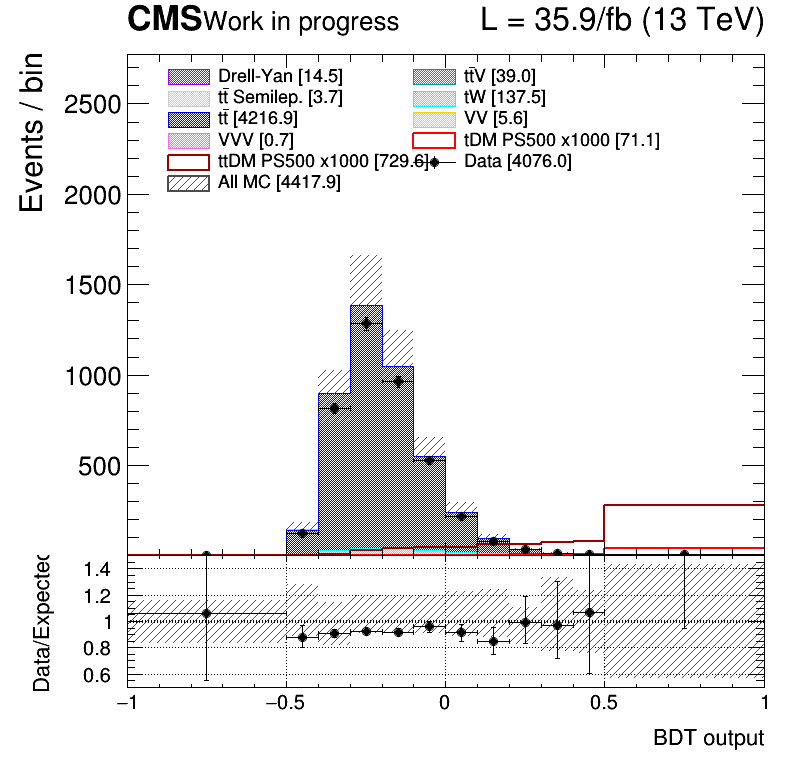 CMS Work in progress L = 35.9/fb (13 TeV)
Events / bin
2500
2000
1500
1000
500
Drell-Yan [14.5]
tt̄V [39.0]
tt̄ Semilep. [3.7]
tW [137.5]
tt̄ [4216.9]
VV [5.6]
VVV [0.7]
tDM PS500 x1000 [71.1]
ttDM PS500 x1000 [729.6]
Data [4076.0]
All MC [4417.9]
Data/Expected
1.4
1.2
1
0.8
0.6
−1 −0.5 0 0.5 1
BDT output